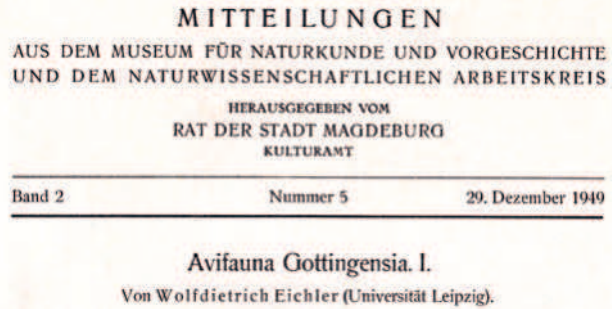 MITTEILUNGEN
AUS DEM MUSEUM FÜR NATURKUNDE UND VORGESCHICHTE
UND DEM NATURWISSENSCHAFTLICHEN ARBEITSKREIS
HERAUSGEGEBEN VOM
RAT DER STADT MAGDEBURG
KULTURAMT
Band 2 Nummer 5 29. Dezember 1949
Avifauna Gottingensia. I.
Von Wolfdietrich Eichler (Universität Leipzig).